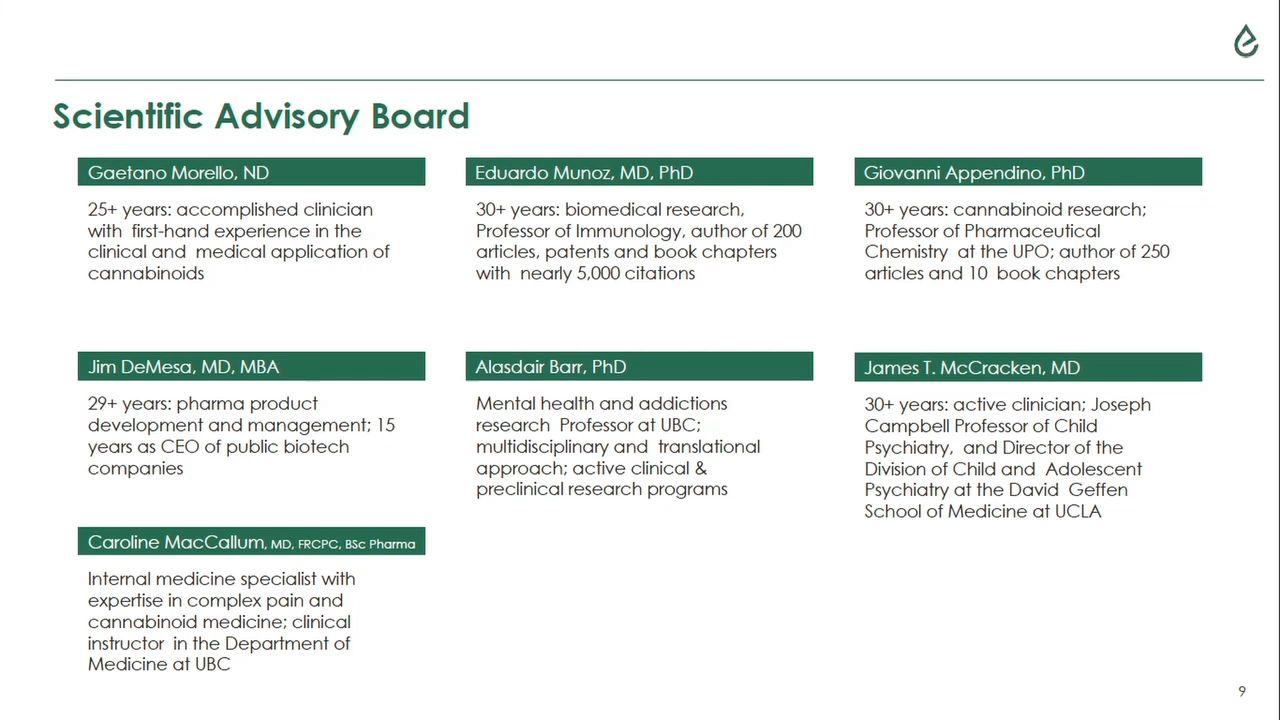 Scientific Advisory Board
Gaetano Morello, ND
25+ years: accomplished clinician
with first-hand experience in the
clinical and medical application of
cannabinoids
Eduardo Munoz, MD, PhD
30+ years: biomedical research,
Professor of Immunology, author of 200
articles, patents and book chapters
with nearly 5,000 citations
Giovanni Appendino, PhD
30+ years: cannabinoid research;
Professor of Pharmaceutical
Chemistry at the UPO; author of 250
articles and 10 book chapters
Jim DeMesa, MD, MBA
29+ years: pharma product
development and management; 15
years as CEO of public biotech
companies
Alasdair Barr, PhD
Mental health and addictions
research Professor at UBC;
multidisciplinary and translational
approach; active clinical &
preclinical research programs
James T. McCracken, MD
30+ years: active clinician; Joseph
Campbell Professor of Child
Psychiatry, and Director of the
Division of Child and Adolescent
Psychiatry at the David Geffen
School of Medicine at UCLA
Caroline MacCallum, MD, FRCPC, BSc Pharma
Internal medicine specialist with
expertise in complex pain and
cannabinoid medicine; clinical
instructor in the Department of
Medicine at UBC
9